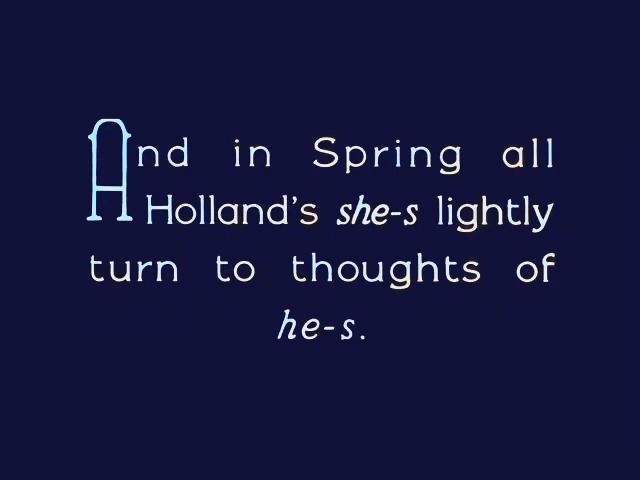 And in Spring all
Holland's she-s lightly
turn to thoughts of
he-s.